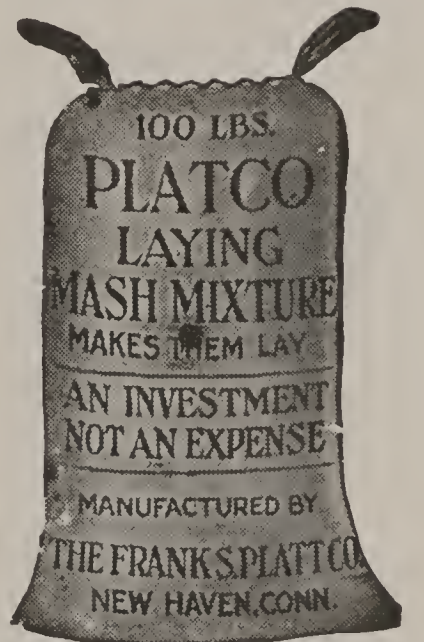 100 LBS.
PLATCO
LAYING
MASH MIXTURE
MAKES THEM LAY
AN INVESTMENT
NOT AN EXPENSE
MANUFACTURED BY
THE FRANK S. PLATT CO.
NEW HAVEN, CONN.